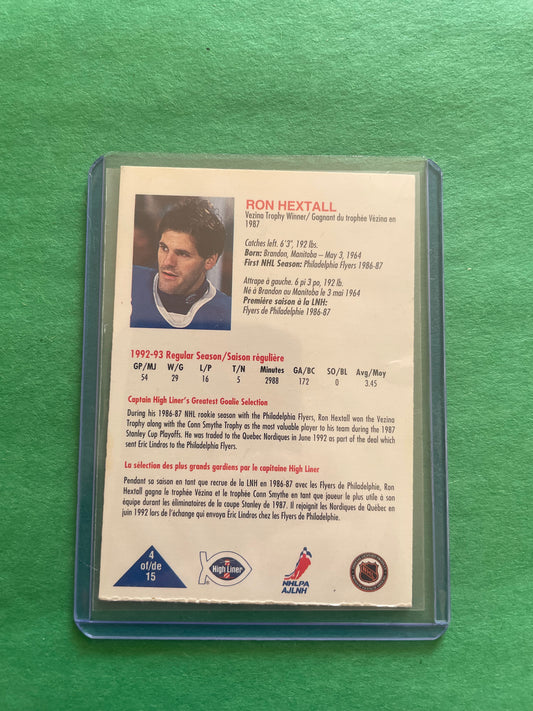 RON HEXTALL
Vezina Trophy Winner/ Gagnant du trophée Vézina en
1987
Catches left. 6'3", 192 lbs.
Born: Brandon, Manitoba – May 3, 1964
First NHL Season: Philadelphia Flyers 1986-87
Attrape à gauche. 6 pi 3 po, 192 lb.
Né à Brandon au Manitoba le 3 mai 1964
Première saison à la LNH:
Flyers de Philadelphie 1986-87
1992-93 Regular Season/Saison régulière
GP/MJ W/G L/P T/N Minutes GA/BC SO/BL Avg/Moy
54 29 16 5 2988 172 0 3.45
Captain High Liner's Greatest Goalie Selection
During his 1986-87 NHL rookie season with the Philadelphia Flyers, Ron Hextall won the Vezina
Trophy along with the Conn Smythe Trophy as the most valuable player to his team during the 1987
Stanley Cup Playoffs. He was traded to the Quebec Nordiques in June 1992 as part of the deal which
sent Eric Lindros to the Philadelphia Flyers.
La sélection des plus grands gardiens par le capitaine High Liner
Pendant sa saison en tant que recrue de la LNH en 1986-87 avec les Flyers de Philadelphie, Ron
Hextall gagna le trophée Vézina et le trophée Conn Smythe en tant que joueur le plus utile à son
équipe durant les éliminatoires de la coupe Stanley de 1987. Il rejoignit les Nordiques de Québec en
juin 1992 lors de l'échange qui envoya Eric Lindros chez les Flyers de Philadelphie.
4
of/de
15
High Liner
NHLPA
AJLNH
NHL